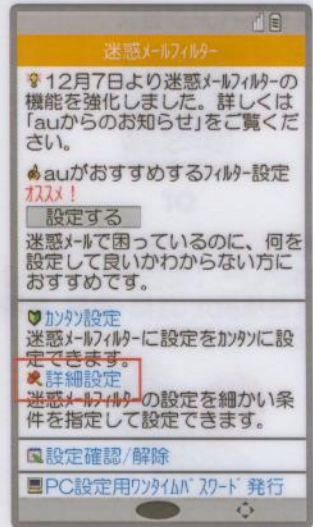 迷惑メールフィルター
12月7日より迷惑メールフィルターの
機能を強化しました。詳しくは
「auからのお知らせ」をご覧くだ
さい。
auがおすすめするフィルター設定
オススメ!
設定する
迷惑メールで困っているのに、何を
設定して良いかわからない方に
おすすめです。
カンタン設定
迷惑メールフィルターに設定をカンタンに設
定できます。
詳細設定
迷惑メールフィルターの設定を細かい条
件を指定して設定できます。
設定確認/解除
PC設定用ワンタイムパスワード発行